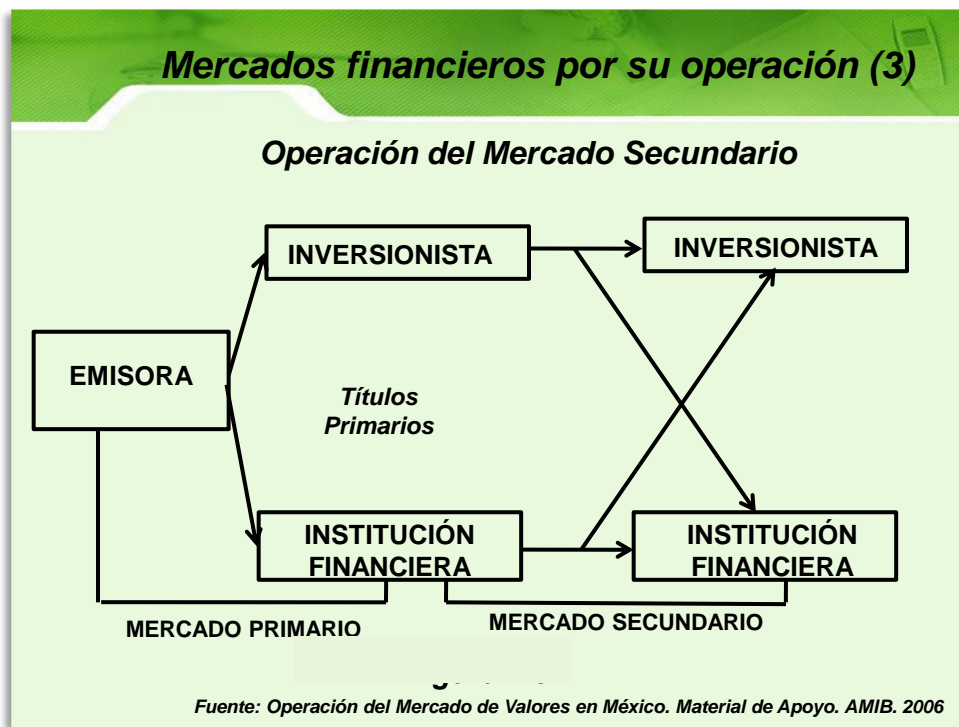 Mercados financieros por su operación (3)
Operación del Mercado Secundario
INVERSIONISTA
INVERSIONISTA
EMISORA
Títulos
Primarios
INSTITUCIÓN
FINANCIERA
INSTITUCIÓN
FINANCIERA
MERCADO PRIMARIO
MERCADO SECUNDARIO
Fuente: Operación del Mercado de Valores en México. Material de Apoyo. AMIB. 2006